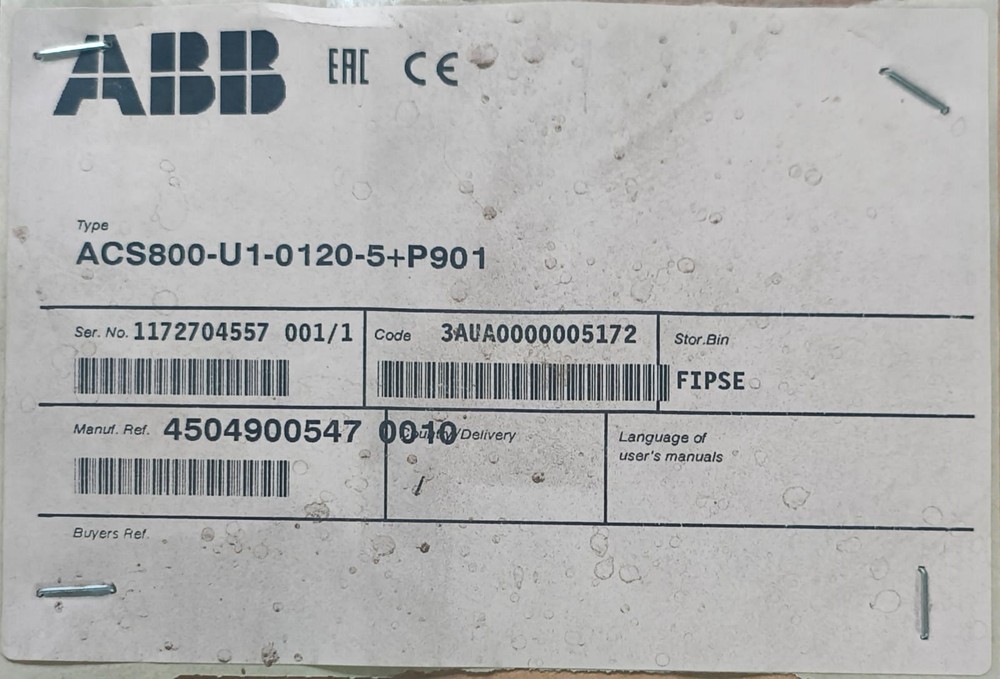 ABB EAC CE
Type
ACS800-U1-0120-5+P901
Ser. No. 1172704557 001/1
Code 3AUA0000005172
Stor.Bin
FIPSE
Manuf. Ref. 4504900547 0010
Country/Delivery
/
Language of
user's manuals
Buyers Ref.